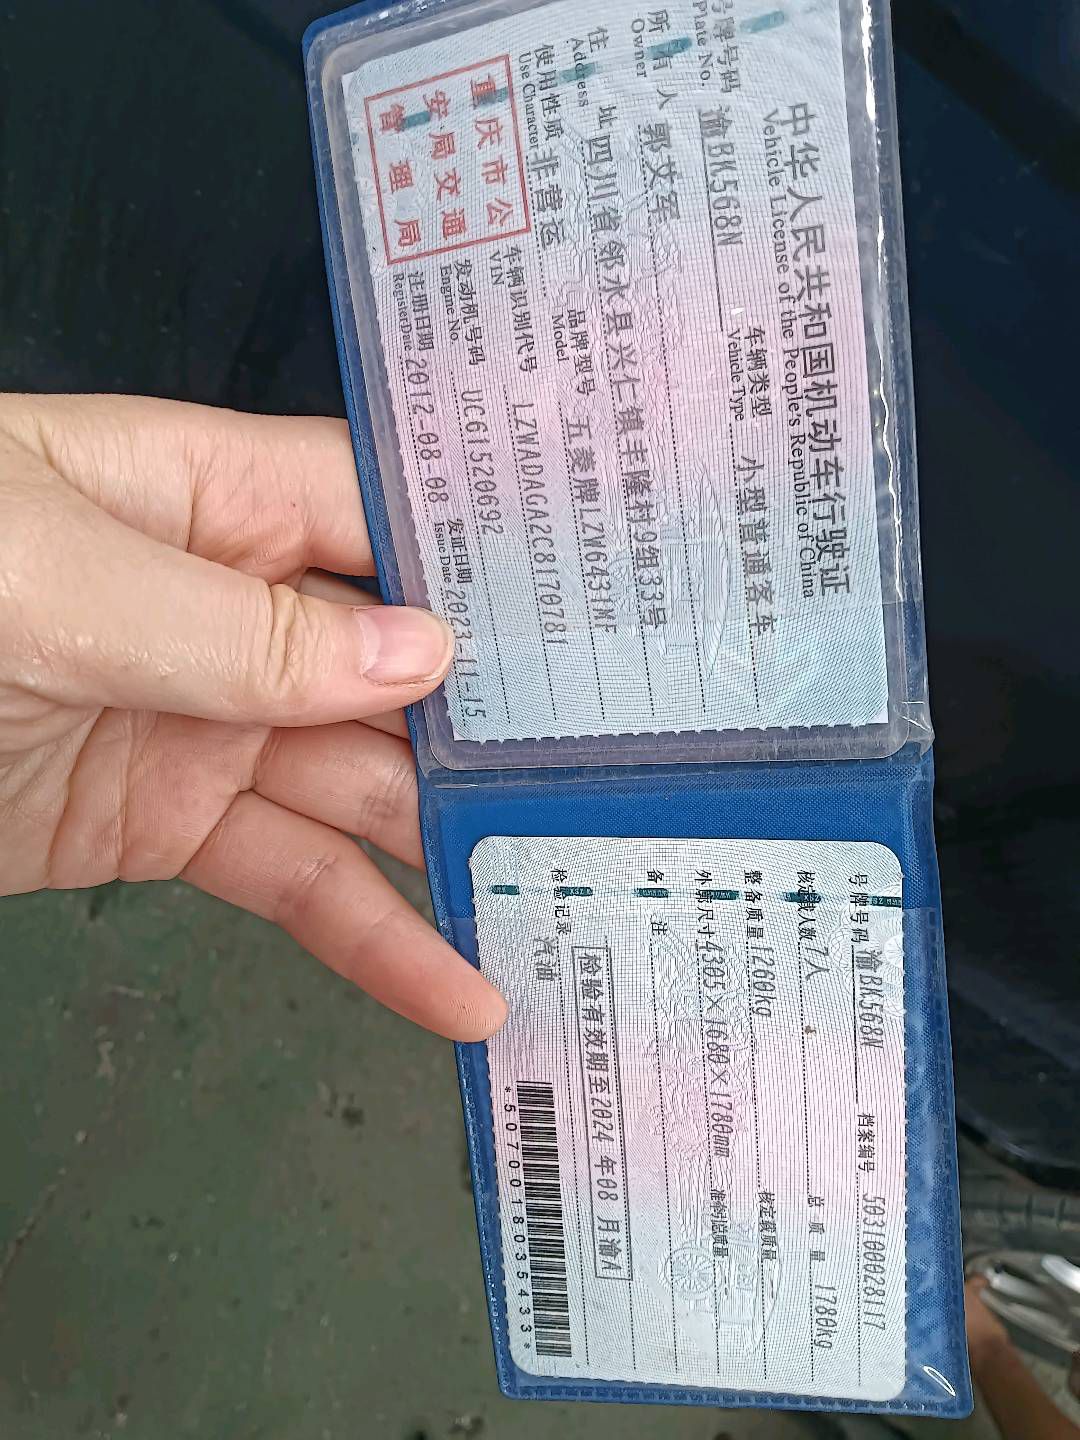 中华人民共和国机动车行驶证
Vehicle License of the People's Republic of China
号牌号码 渝BK568N 车辆类型 小型普通客车
Plate No. Vehicle Type
所有人 郭艾军
Owner
住址 四川省邻水县兴仁镇丰隆村9组33号
Address
使用性质 非营运 品牌型号 五菱牌LZW6431MF
Use Character Model
车辆识别代号 LZWADAGA2C8170781
VIN
发动机号码 UC61520692
Engine No.
注册日期 2012-08-08 发证日期 2023-11-15
Register Date Issue Date
重庆市公
安局交通
管理局
号牌号码 渝BK568N 档案编号 503100028117
核定载人数 7人 总质量 1780kg
整备质量 1260kg 核定载质量 --
外廓尺寸 4305×1680×1780mm 准牵引总质量 --
备注
检验有效期至2024年08月渝A
检验记录
汽油
*5070018035433*